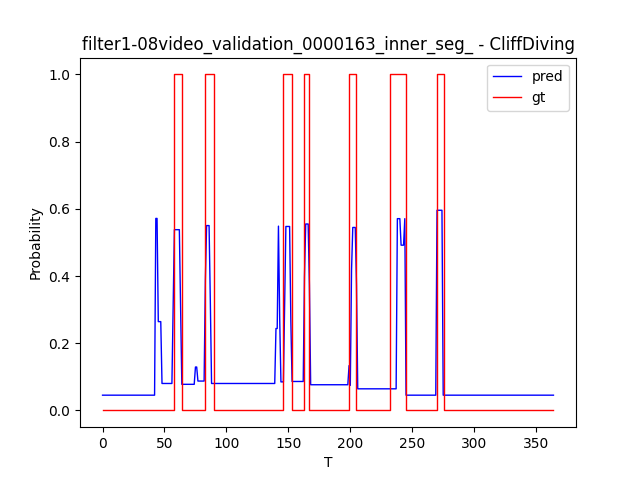 filter1-08video_validation_0000163_inner_seg_ - CliffDiving
pred
gt
1.0
0.8
0.6
0.4
0.2
0.0
Probability
0 50 100 150 200 250 300 350
T